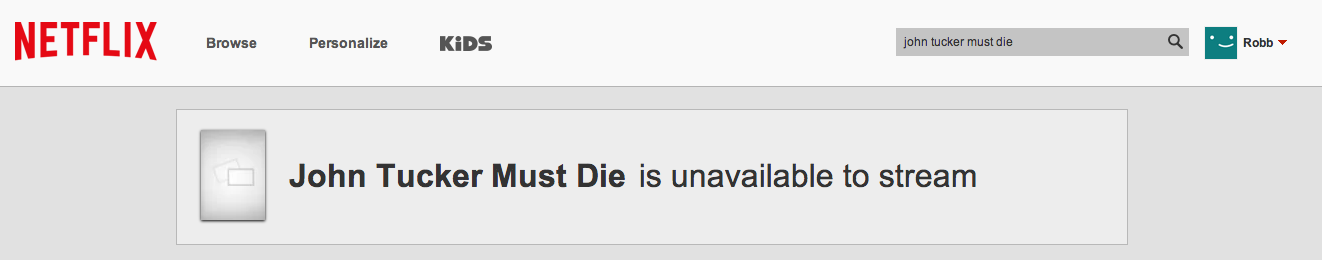 NETFLIX Browse Personalize KiDS john tucker must die Robb
John Tucker Must Die is unavailable to stream